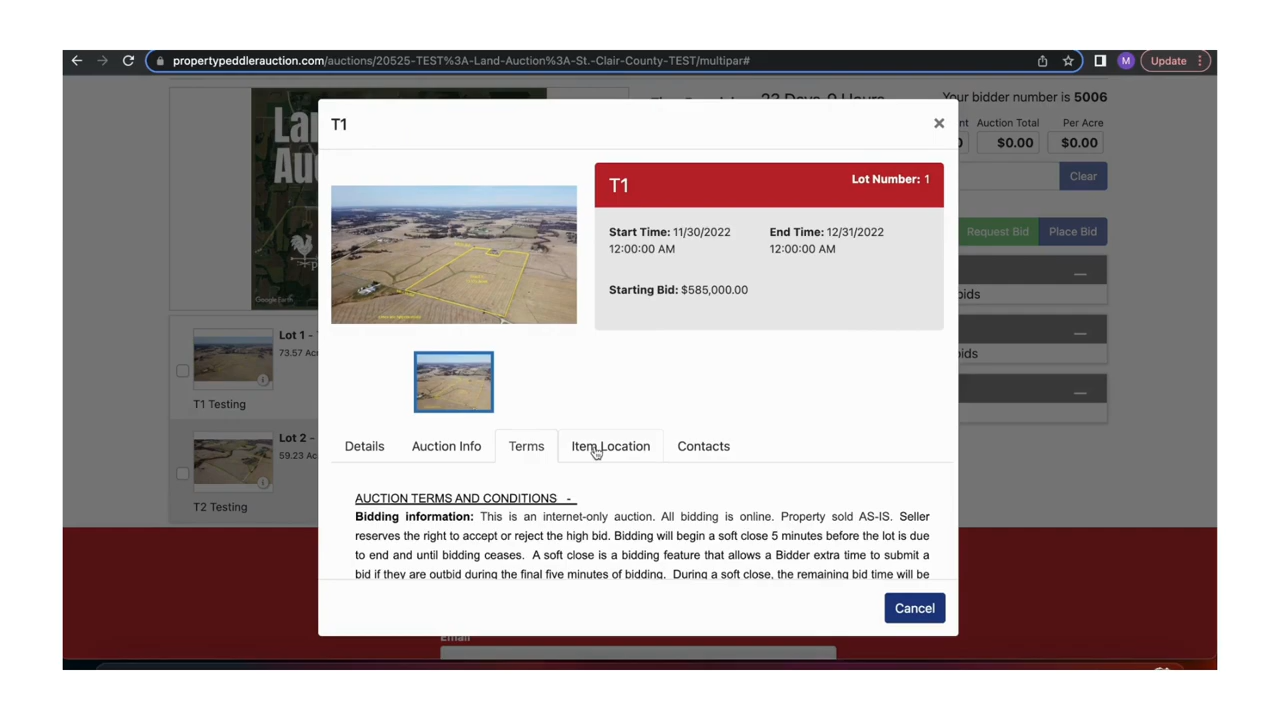 propertypeddlerauction.com/auctions/20525-TEST%3A-Land-Auction%3A-St.-Clair-County-TEST/multipar#
M
Update
Your bidder number is 5006
Auction Total
Per Acre
$0.00
$0.00
Clear
Request Bid
Place Bid
T1
×
T1
Lot Number: 1
Start Time: 11/30/2022
12:00:00 AM
End Time: 12/31/2022
12:00:00 AM
Starting Bid: $585,000.00
Google Earth
Lot 1 -
73.57
T1 Testing
Lot 2 -
59.23
T2 Testing
Details
Auction Info
Terms
Item Location
Contacts
AUCTION TERMS AND CONDITIONS -
Bidding information: This is an internet-only auction. All bidding is online. Property sold AS-IS. Seller
reserves the right to accept or reject the high bid. Bidding will begin a soft close 5 minutes before the lot is due
to end and until bidding ceases. A soft close is a bidding feature that allows a Bidder extra time to submit a
bid if they are outbid during the final five minutes of bidding. During a soft close, the remaining bid time will be
Cancel
Email